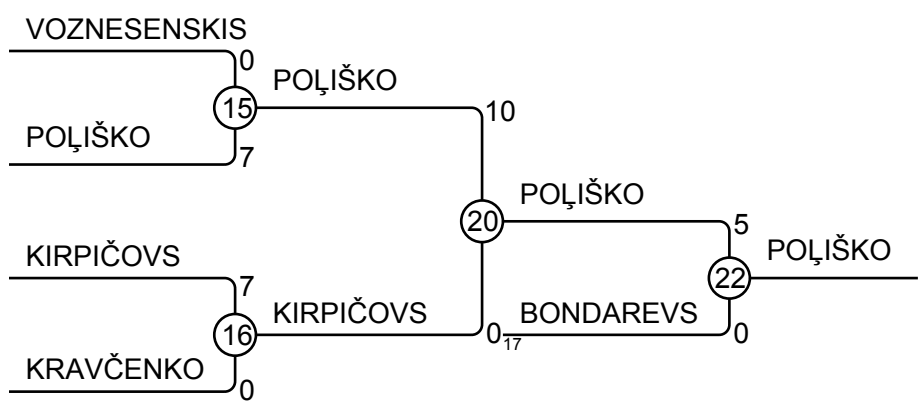 VOZNESENSKIS
0
15
POĻIŠKO
POĻIŠKO
7
10
20
POĻIŠKO
5
22
POĻIŠKO
KIRPIČOVS
7
16
KIRPIČOVS
0
17
BONDAREVS
0
KRAVČENKO
0